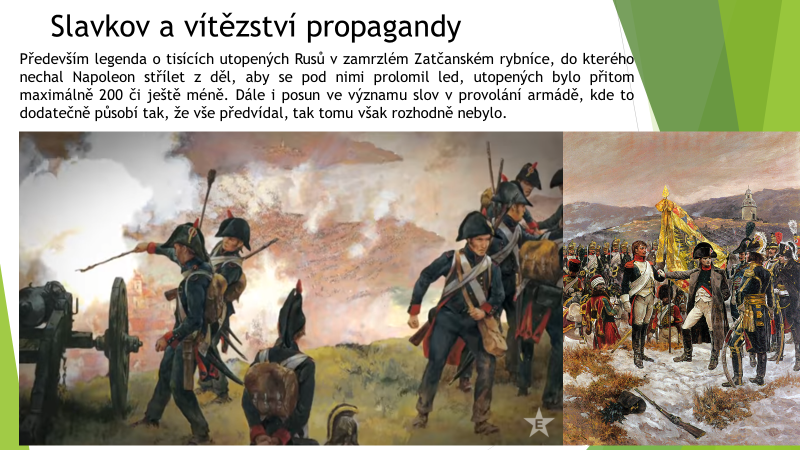 Slavkov a vítězství propagandy
Především legenda o tisících utopených Rusů v zamrzlém Zatčanském rybníce, do kterého
nechal Napoleon střílet z děl, aby se pod nimi prolomil led, utopených bylo přitom
maximálně 200 či ještě méně. Dále i posun ve významu slov v provolání armádě, kde to
dodatečně působí tak, že vše předvídal, tak tomu však rozhodně nebylo.
E